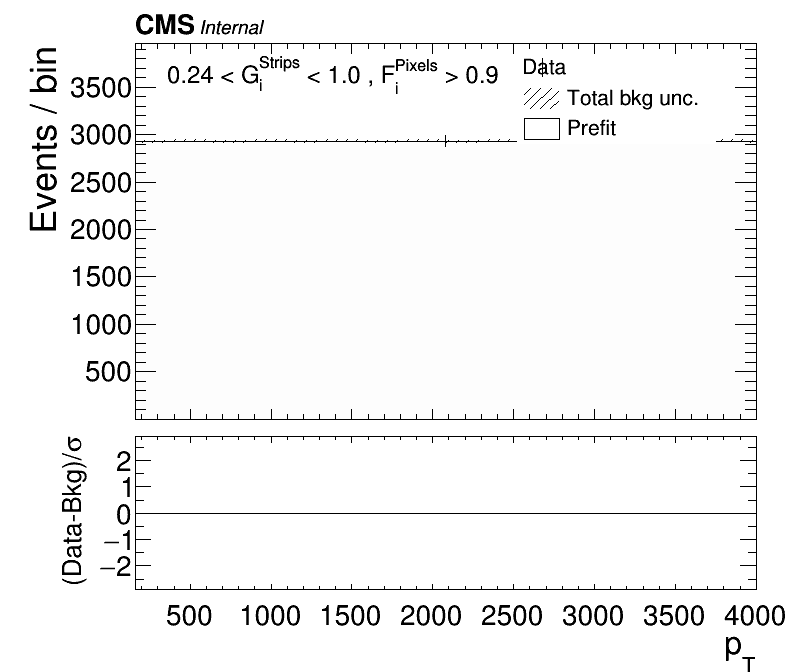 CMS Internal
0.24 < G_i^Strips < 1.0 , F_i^Pixels > 0.9
Data
Total bkg unc.
Prefit
Events / bin
3500
3000
2500
2000
1500
1000
500
(Data-Bkg)/σ
2
1
0
−1
−2
500 1000 1500 2000 2500 3000 3500 4000
p_T